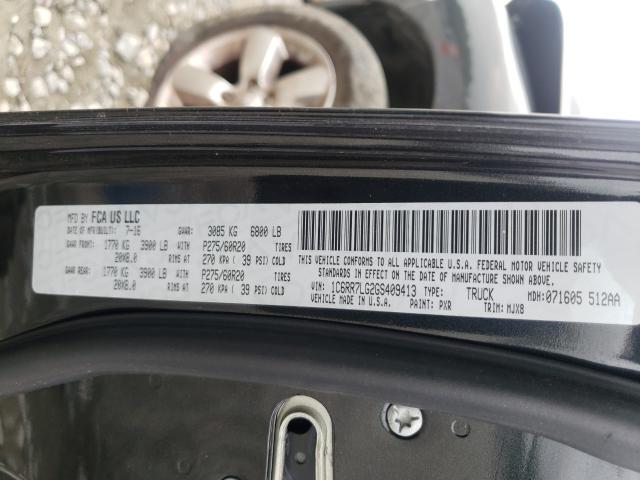 MFD BY FCA US LLC
DATE OF MFR(BUILT): 7-16 GVWR: 3085 KG 6800 LB
GAWR FRONT: 1770 KG 3900 LB WITH P275/60R20 TIRES
20X8.0 RIMS AT 270 KPA ( 39 PSI) COLD
GAWR REAR: 1770 KG 3900 LB WITH P275/60R20 TIRES
20X8.0 RIMS AT 270 KPA ( 39 PSI) COLD
THIS VEHICLE CONFORMS TO ALL APPLICABLE U.S.A. FEDERAL MOTOR VEHICLE SAFETY
STANDARDS IN EFFECT ON THE DATE OF MANUFACTURE SHOWN ABOVE.
VIN: 1C6RR7LG2GS409413 TYPE: TRUCK MDH: 071605 512AA
VEHICLE MADE IN U.S.A. PAINT: PXR TRIM: MJX8